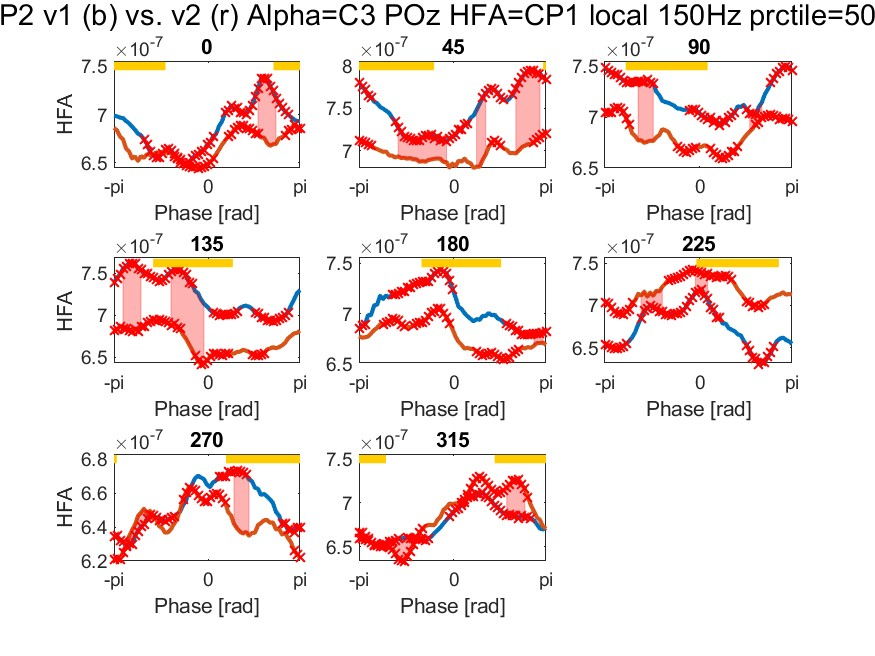 P2 v1 (b) vs. v2 (r) Alpha=C3 POz HFA=CP1 local 150Hz prctile=50
×10⁻⁷ 0
7.5
7
6.5
HFA
-pi 0 pi
Phase [rad]
×10⁻⁷ 45
8
7.5
7
-pi 0 pi
Phase [rad]
×10⁻⁷ 90
7.5
7
6.5
-pi 0 pi
Phase [rad]
×10⁻⁷ 135
7.5
7
6.5
HFA
-pi 0 pi
Phase [rad]
×10⁻⁷ 180
7.5
7
6.5
-pi 0 pi
Phase [rad]
×10⁻⁷ 225
7.5
7
6.5
-pi 0 pi
Phase [rad]
×10⁻⁷ 270
6.8
6.6
6.4
6.2
HFA
-pi 0 pi
Phase [rad]
×10⁻⁷ 315
7.5
7
6.5
-pi 0 pi
Phase [rad]